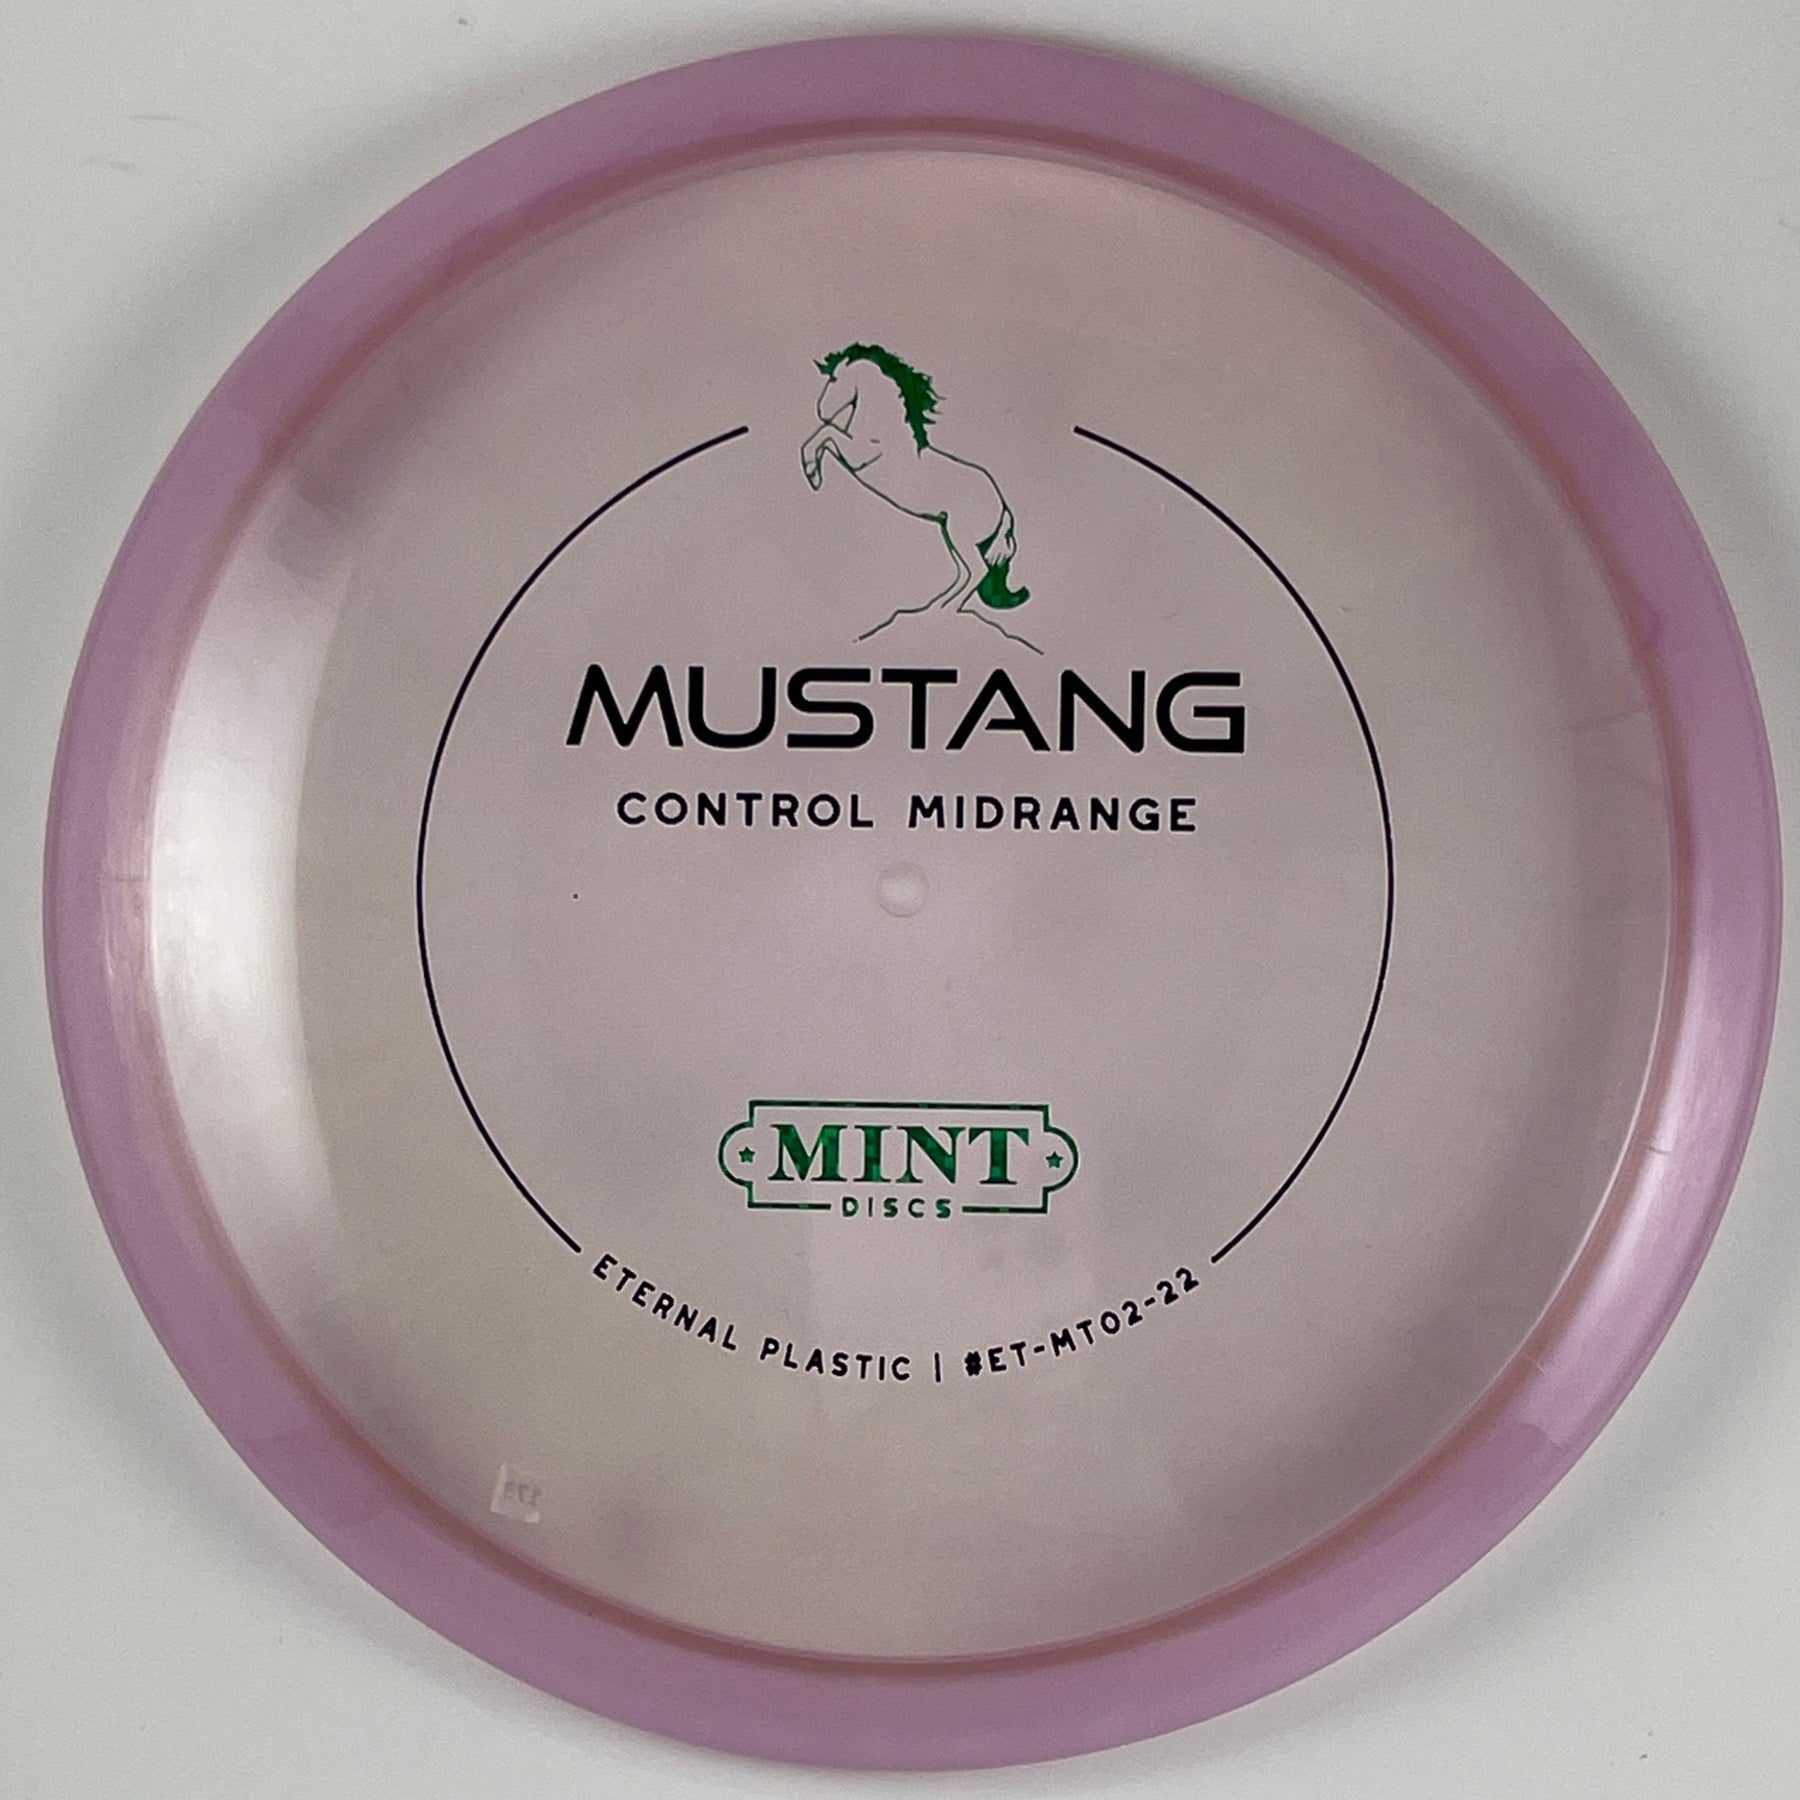 MUSTANG
CONTROL MIDRANGE
MINT
DISCS
ETERNAL PLASTIC | #ET-MT02-22